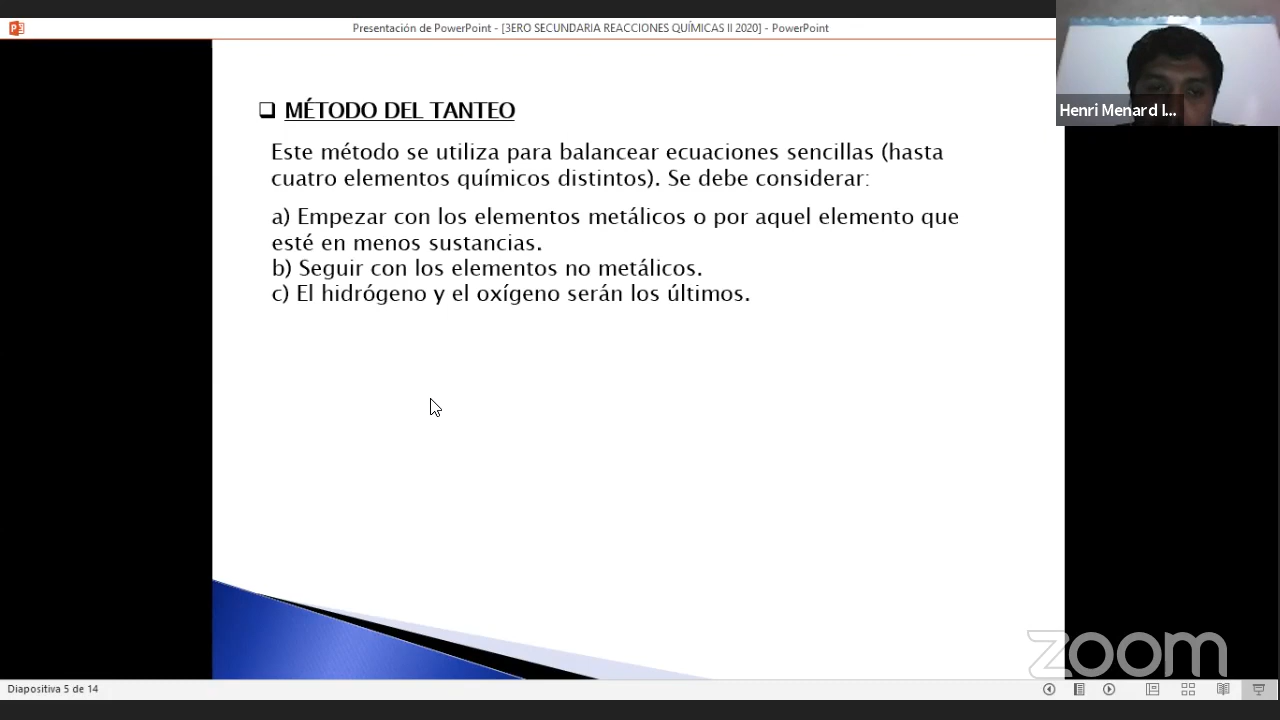 Presentación de PowerPoint - [3ERO SECUNDARIA REACCIONES QUÍMICAS II 2020] - PowerPoint
Henri Menard I...
❑ MÉTODO DEL TANTEO
Este método se utiliza para balancear ecuaciones sencillas (hasta
cuatro elementos químicos distintos). Se debe considerar:
a) Empezar con los elementos metálicos o por aquel elemento que
esté en menos sustancias.
b) Seguir con los elementos no metálicos.
c) El hidrógeno y el oxígeno serán los últimos.
zoom
Diapositiva 5 de 14